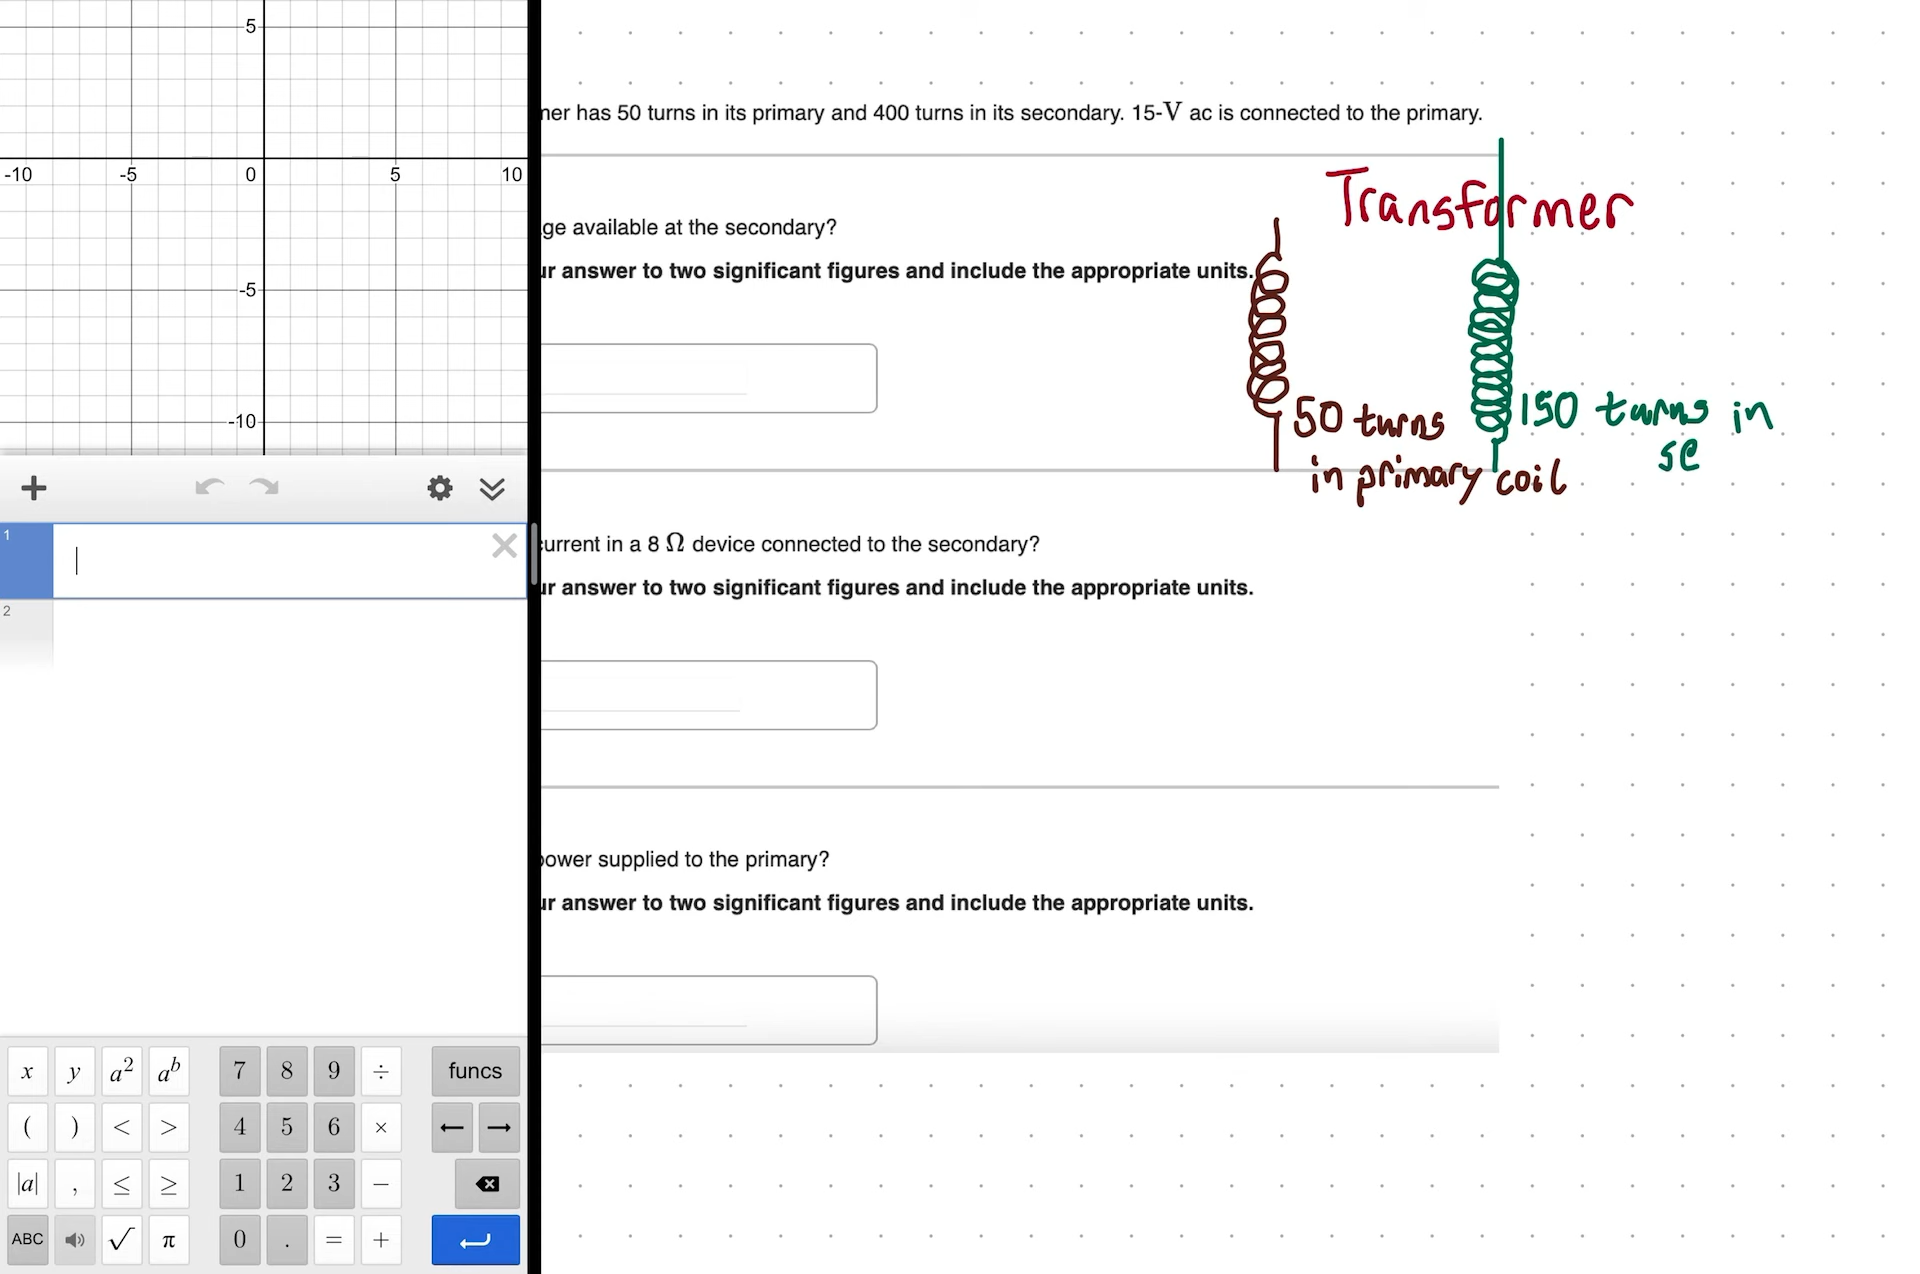 5
-10 -5 0 5 10
-5
-10
1
2
x y a² aᵇ 7 8 9 ÷ funcs
( ) < > 4 5 6 × ← →
|a| , ≤ ≥ 1 2 3 −
ABC √ π 0 . = +
ner has 50 turns in its primary and 400 turns in its secondary. 15-V ac is connected to the primary.
Transformer
ge available at the secondary?
ur answer to two significant figures and include the appropriate units.
50 turns
in primary coil
150 turns in
se
current in a 8 Ω device connected to the secondary?
ur answer to two significant figures and include the appropriate units.
power supplied to the primary?
ur answer to two significant figures and include the appropriate units.